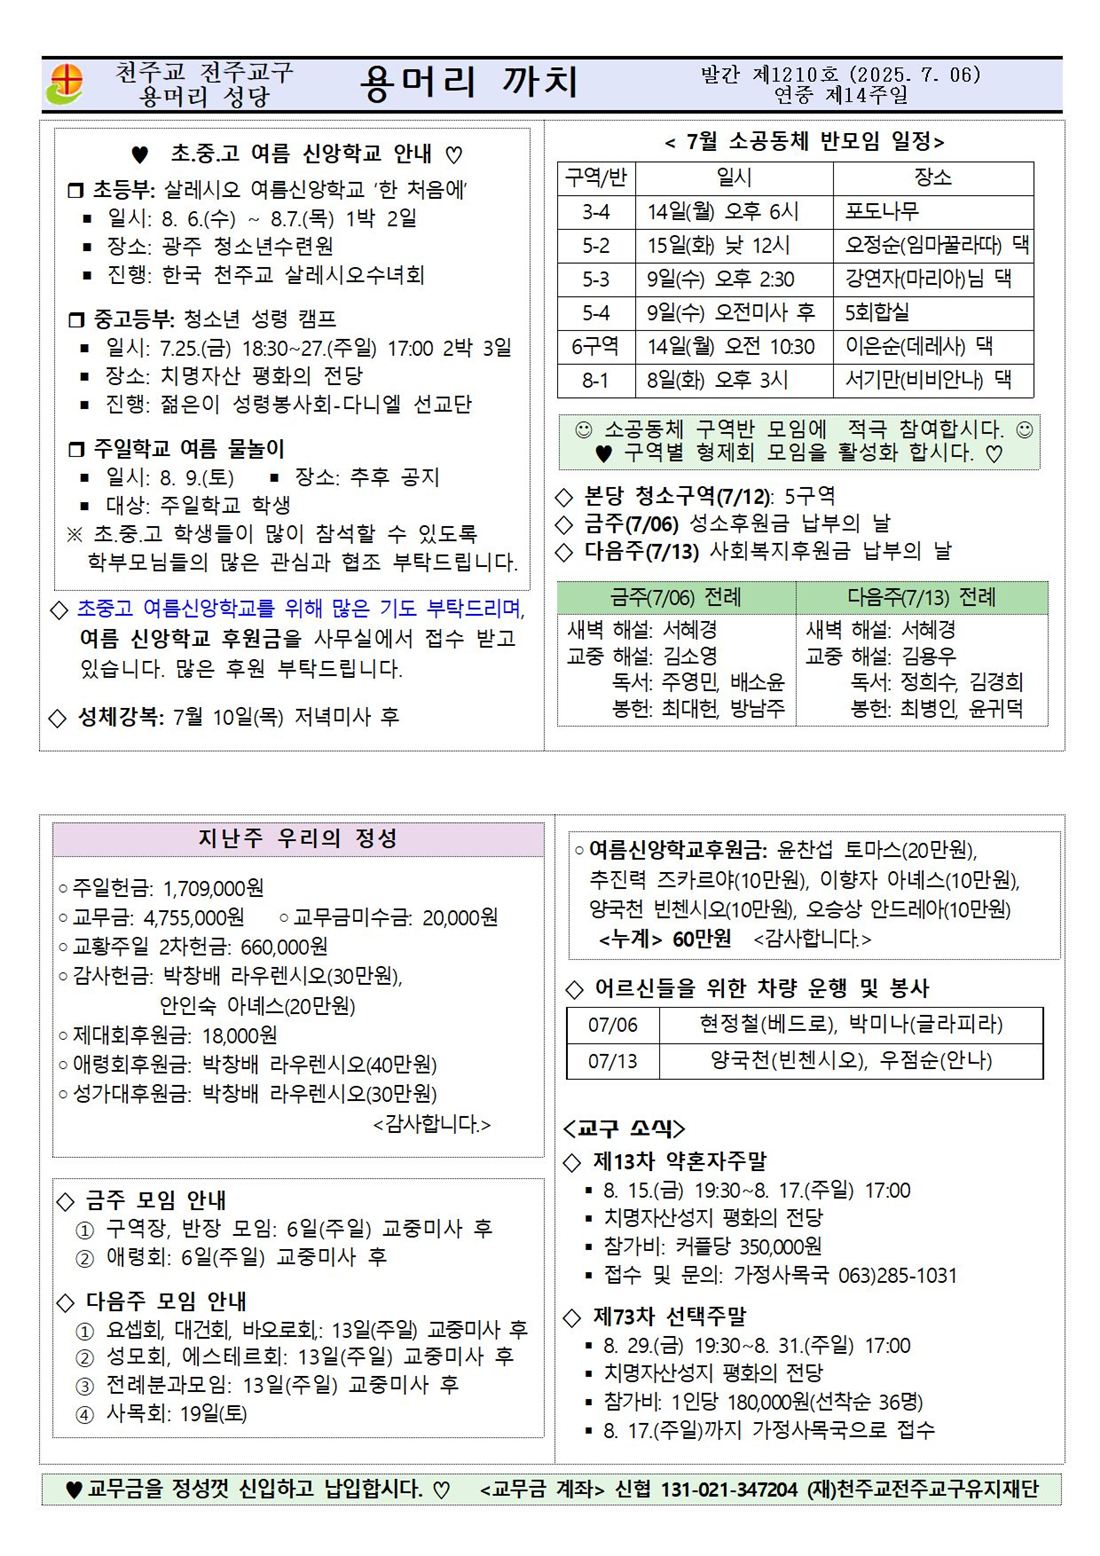 천주교 전주교구
용머리 성당
용머리 까치
발간 제1210호 (2025. 7. 06)
연중 제14주일
♥ 초.중.고 여름 신앙학교 안내 ♡
❒ 초등부: 살레시오 여름신앙학교 '한 처음에'
▪ 일시: 8. 6.(수) ~ 8.7.(목) 1박 2일
▪ 장소: 광주 청소년수련원
▪ 진행: 한국 천주교 살레시오수녀회
❒ 중고등부: 청소년 성령 캠프
▪ 일시: 7.25.(금) 18:30~27.(주일) 17:00 2박 3일
▪ 장소: 치명자산 평화의 전당
▪ 진행: 젊은이 성령봉사회-다니엘 선교단
❒ 주일학교 여름 물놀이
▪ 일시: 8. 9.(토) ▪ 장소: 추후 공지
▪ 대상: 주일학교 학생
※ 초.중.고 학생들이 많이 참석할 수 있도록
학부모님들의 많은 관심과 협조 부탁드립니다.
◇ 초중고 여름신앙학교를 위해 많은 기도 부탁드리며,
여름 신앙학교 후원금을 사무실에서 접수 받고
있습니다. 많은 후원 부탁드립니다.
◇ 성체강복: 7월 10일(목) 저녁미사 후
< 7월 소공동체 반모임 일정>
구역/반 일시 장소
3-4 14일(월) 오후 6시 포도나무
5-2 15일(화) 낮 12시 오정순(임마꿀라따) 댁
5-3 9일(수) 오후 2:30 강연자(마리아)님 댁
5-4 9일(수) 오전미사 후 5회합실
6구역 14일(월) 오전 10:30 이은순(데레사) 댁
8-1 8일(화) 오후 3시 서기만(비비안나) 댁
☺ 소공동체 구역반 모임에 적극 참여합시다. ☺
♥ 구역별 형제회 모임을 활성화 합시다. ♡
◇ 본당 청소구역(7/12): 5구역
◇ 금주(7/06) 성소후원금 납부의 날
◇ 다음주(7/13) 사회복지후원금 납부의 날
금주(7/06) 전례 다음주(7/13) 전례
새벽 해설: 서혜경 새벽 해설: 서혜경
교중 해설: 김소영 교중 해설: 김용우
독서: 주영민, 배소윤 독서: 정희수, 김경희
봉헌: 최대헌, 방남주 봉헌: 최병인, 윤귀덕
지난주 우리의 정성
○ 주일헌금: 1,709,000원
○ 교무금: 4,755,000원 ○ 교무금미수금: 20,000원
○ 교황주일 2차헌금: 660,000원
○ 감사헌금: 박창배 라우렌시오(30만원),
안인숙 아녜스(20만원)
○ 제대회후원금: 18,000원
○ 애령회후원금: 박창배 라우렌시오(40만원)
○ 성가대후원금: 박창배 라우렌시오(30만원)
<감사합니다.>
◇ 금주 모임 안내
① 구역장, 반장 모임: 6일(주일) 교중미사 후
② 애령회: 6일(주일) 교중미사 후
◇ 다음주 모임 안내
① 요셉회, 대건회, 바오로회,: 13일(주일) 교중미사 후
② 성모회, 에스테르회: 13일(주일) 교중미사 후
③ 전례분과모임: 13일(주일) 교중미사 후
④ 사목회: 19일(토)
○ 여름신앙학교후원금: 윤찬섭 토마스(20만원),
추진력 즈카르야(10만원), 이향자 아녜스(10만원),
양국천 빈첸시오(10만원), 오승상 안드레아(10만원)
<누계> 60만원 <감사합니다.>
◇ 어르신들을 위한 차량 운행 및 봉사
07/06 현정철(베드로), 박미나(글라피라)
07/13 양국천(빈첸시오), 우점순(안나)
<교구 소식>
◇ 제13차 약혼자주말
▪ 8. 15.(금) 19:30~8. 17.(주일) 17:00
▪ 치명자산성지 평화의 전당
▪ 참가비: 커플당 350,000원
▪ 접수 및 문의: 가정사목국 063)285-1031
◇ 제73차 선택주말
▪ 8. 29.(금) 19:30~8. 31.(주일) 17:00
▪ 치명자산성지 평화의 전당
▪ 참가비: 1인당 180,000원(선착순 36명)
▪ 8. 17.(주일)까지 가정사목국으로 접수
♥ 교무금을 정성껏 신입하고 납입합시다. ♡ <교무금 계좌> 신협 131-021-347204 (재)천주교전주교구유지재단